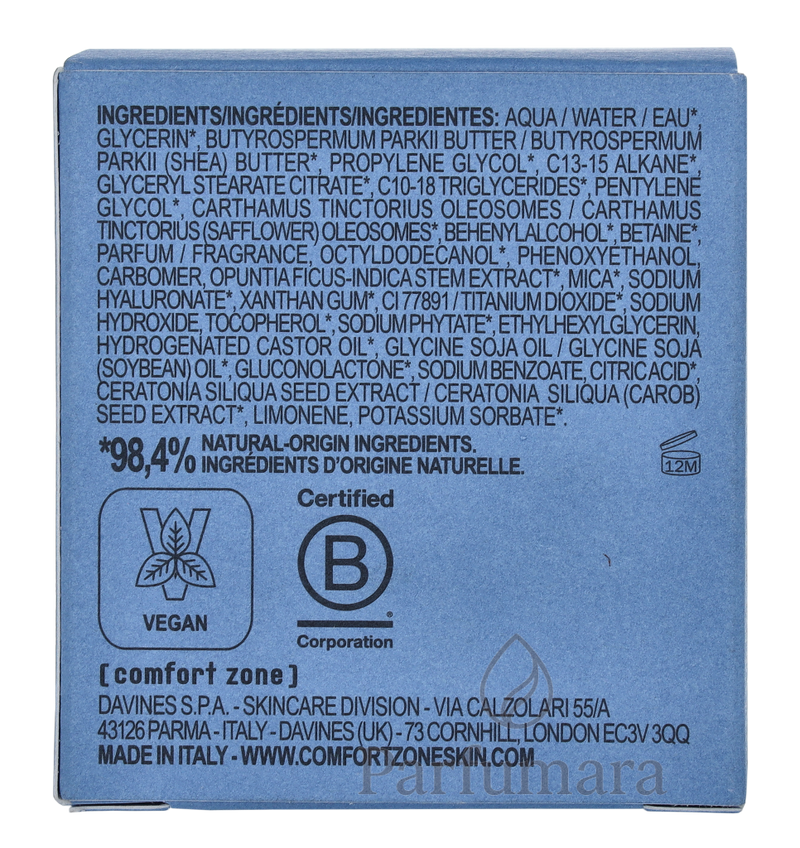 INGREDIENTS/INGRÉDIENTS/INGREDIENTES: AQUA / WATER / EAU*,
GLYCERIN*, BUTYROSPERMUM PARKII BUTTER / BUTYROSPERMUM
PARKII (SHEA) BUTTER*, PROPYLENE GLYCOL*, C13-15 ALKANE*,
GLYCERYL STEARATE CITRATE*, C10-18 TRIGLYCERIDES*, PENTYLENE
GLYCOL*, CARTHAMUS TINCTORIUS OLEOSOMES / CARTHAMUS
TINCTORIUS (SAFFLOWER) OLEOSOMES*, BEHENYL ALCOHOL*, BETAINE*,
PARFUM / FRAGRANCE, OCTYLDODECANOL*, PHENOXYETHANOL,
CARBOMER, OPUNTIA FICUS-INDICA STEM EXTRACT*, MICA*, SODIUM
HYALURONATE*, XANTHAN GUM*, CI 77891 / TITANIUM DIOXIDE*, SODIUM
HYDROXIDE, TOCOPHEROL*, SODIUM PHYTATE*, ETHYLHEXYLGLYCERIN,
HYDROGENATED CASTOR OIL*, GLYCINE SOJA OIL / GLYCINE SOJA
(SOYBEAN) OIL*, GLUCONOLACTONE*, SODIUM BENZOATE, CITRIC ACID*,
CERATONIA SILIQUA SEED EXTRACT / CERATONIA SILIQUA (CAROB)
SEED EXTRACT*, LIMONENE, POTASSIUM SORBATE*.
*98,4% NATURAL-ORIGIN INGREDIENTS.
INGRÉDIENTS D'ORIGINE NATURELLE.
12M
Certified
B
Corporation
V
VEGAN
[ comfort zone ]
DAVINES S.P.A. - SKINCARE DIVISION - VIA CALZOLARI 55/A
43126 PARMA - ITALY - DAVINES (UK) - 73 CORNHILL, LONDON EC3V 3QQ
MADE IN ITALY - WWW.COMFORTZONESKIN.COM
Parfumara